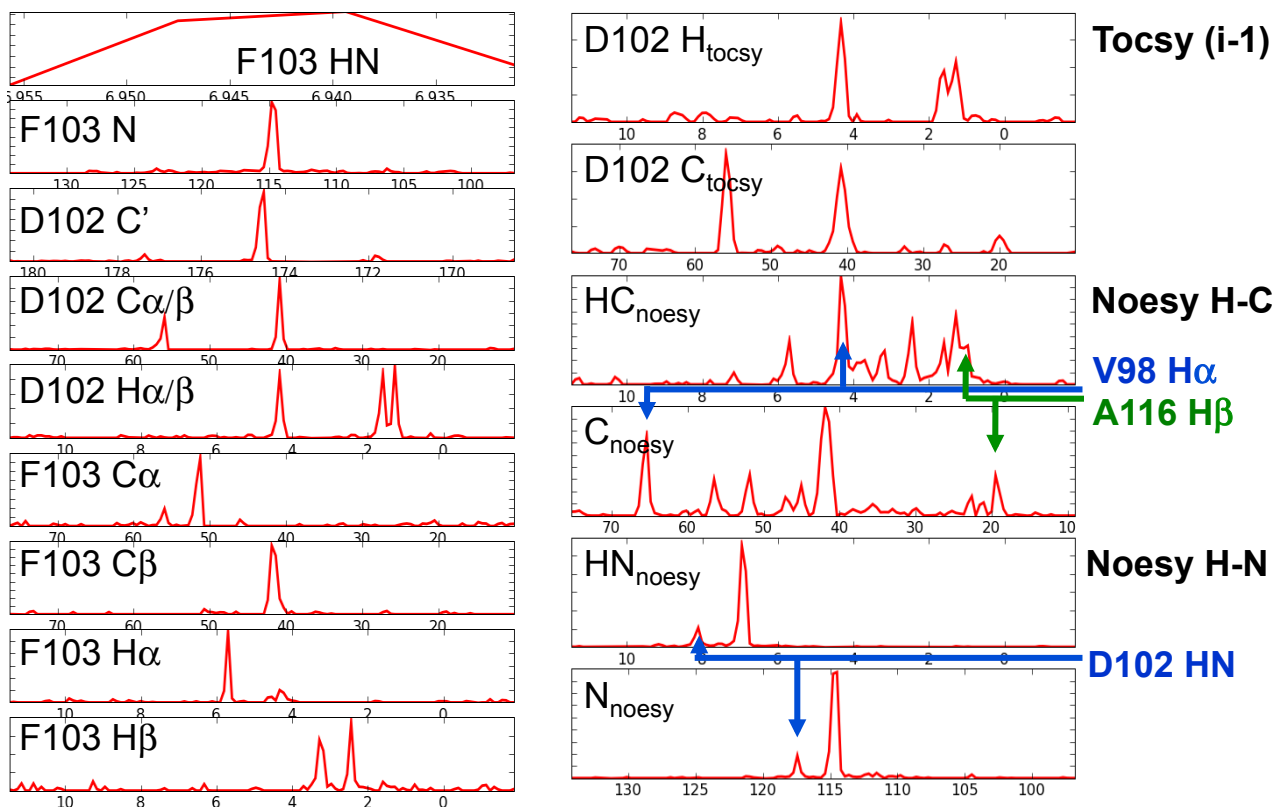 F103 HN
6.955 6.950 6.945 6.940 6.935
F103 N
130 125 120 115 110 105 100
D102 C’
180 178 176 174 172 170
D102 Cα/β
70 60 50 40 30 20
D102 Hα/β
10 8 6 4 2 0
F103 Cα
70 60 50 40 30 20
F103 Cβ
70 60 50 40 30 20
F103 Hα
10 8 6 4 2 0
F103 Hβ
10 8 6 4 2 0
D102 Htocsy
10 8 6 4 2 0
Tocsy (i-1)
D102 Ctocsy
70 60 50 40 30 20
HCnoesy
10 8 6 4 2 0
Noesy H-C
V98 Hα
A116 Hβ
Cnoesy
70 60 50 40 30 20 10
HNnoesy
10 8 6 4 2 0
Noesy H-N
D102 HN
Nnoesy
130 125 120 115 110 105 100